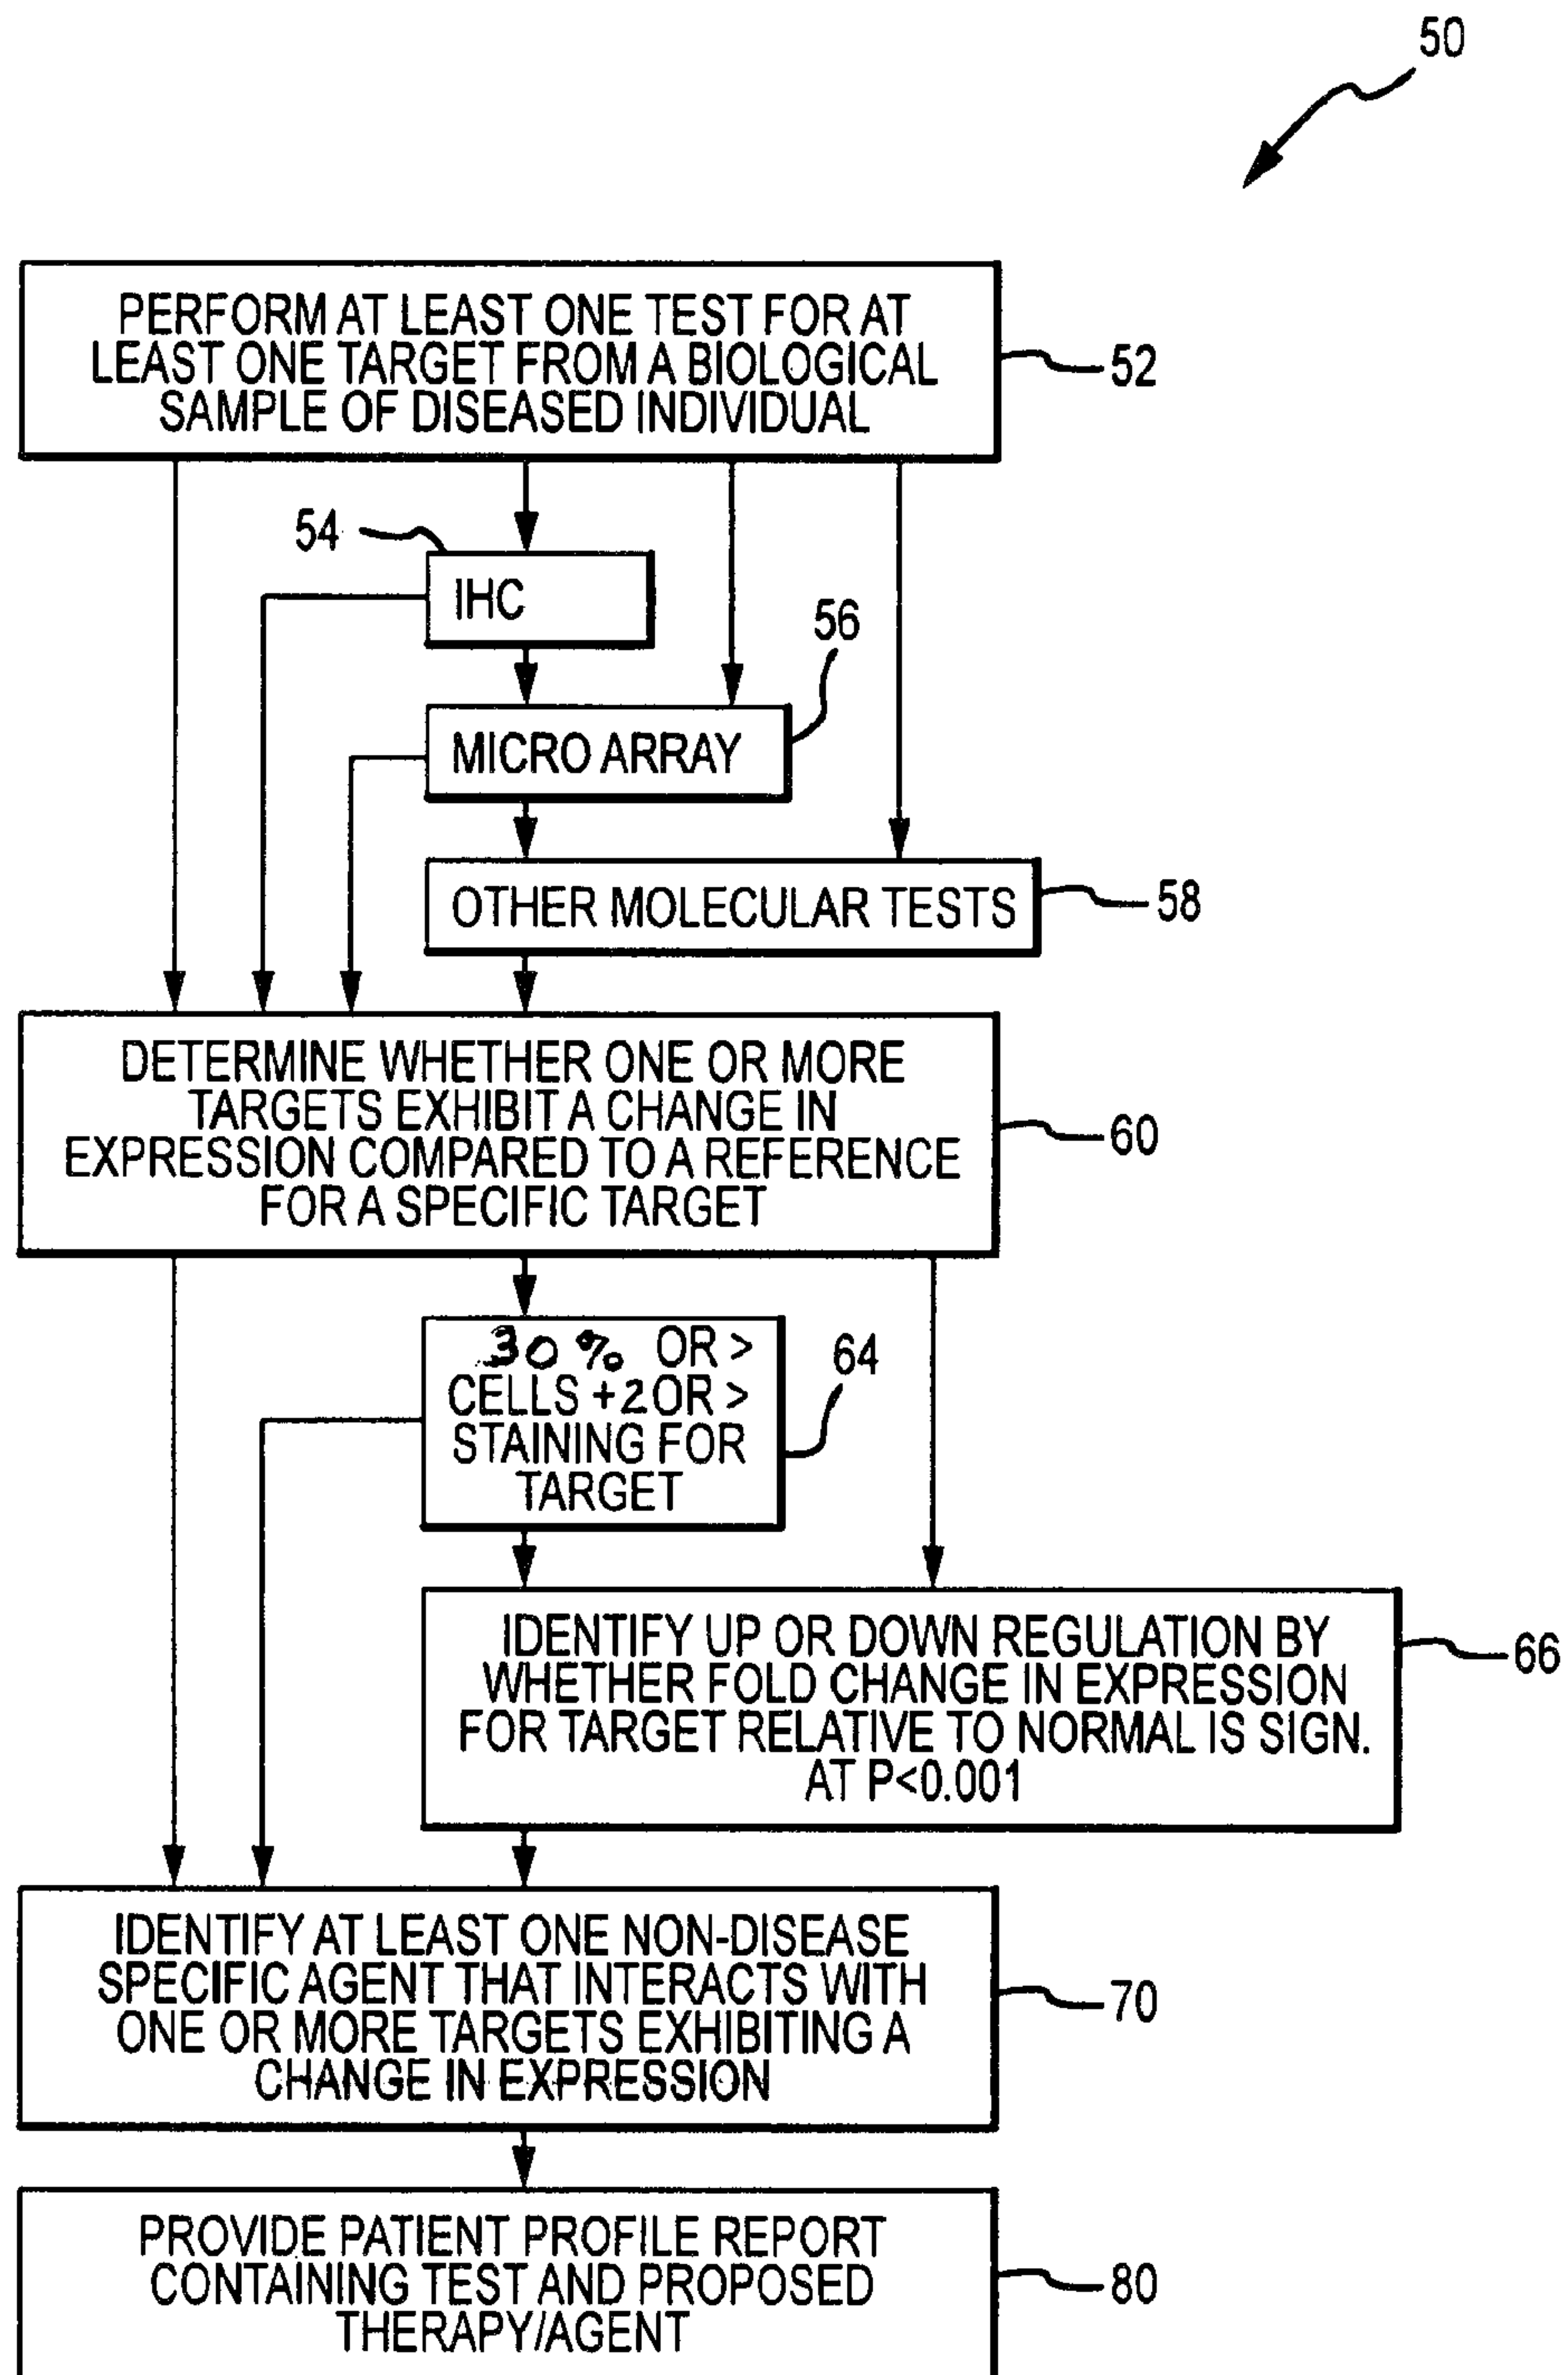 50
PERFORM AT LEAST ONE TEST FOR AT
LEAST ONE TARGET FROM A BIOLOGICAL
SAMPLE OF DISEASED INDIVIDUAL
52
54
IHC
56
MICRO ARRAY
OTHER MOLECULAR TESTS
58
DETERMINE WHETHER ONE OR MORE
TARGETS EXHIBIT A CHANGE IN
EXPRESSION COMPARED TO A REFERENCE
FOR A SPECIFIC TARGET
60
30 % OR >
CELLS +2 OR >
STAINING FOR
TARGET
64
IDENTIFY UP OR DOWN REGULATION BY
WHETHER FOLD CHANGE IN EXPRESSION
FOR TARGET RELATIVE TO NORMAL IS SIGN.
AT P<0.001
66
IDENTIFY AT LEAST ONE NON-DISEASE
SPECIFIC AGENT THAT INTERACTS WITH
ONE OR MORE TARGETS EXHIBITING A
CHANGE IN EXPRESSION
70
PROVIDE PATIENT PROFILE REPORT
CONTAINING TEST AND PROPOSED
THERAPY/AGENT
80